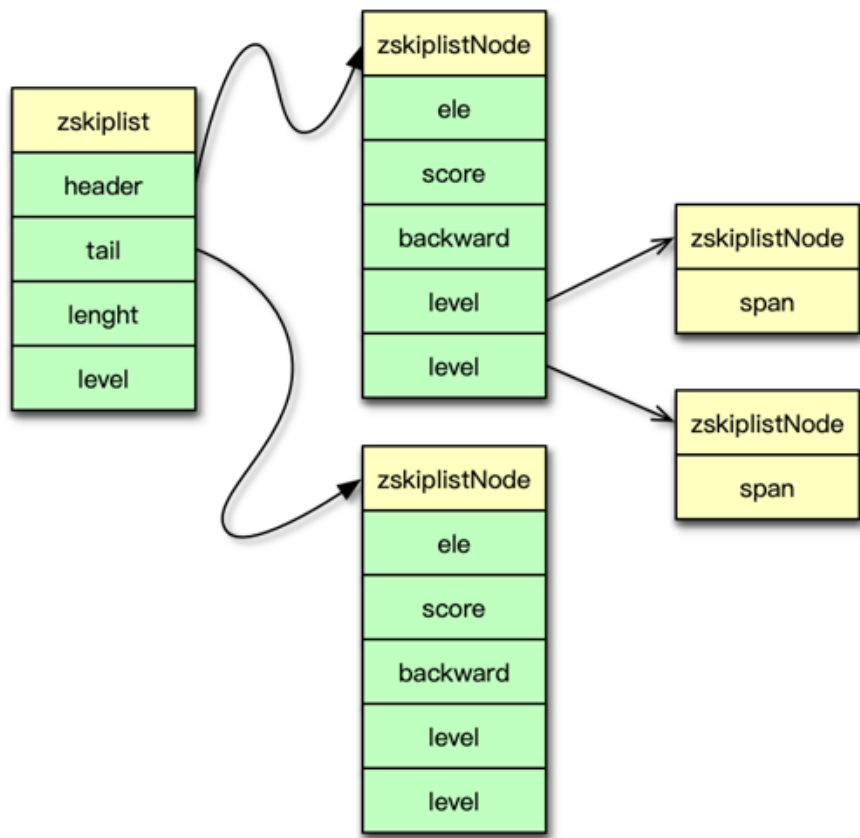 zskiplist
header
tail
lenght
level
zskiplistNode
ele
score
backward
level
level
zskiplistNode
span
zskiplistNode
span
zskiplistNode
ele
score
backward
level
level